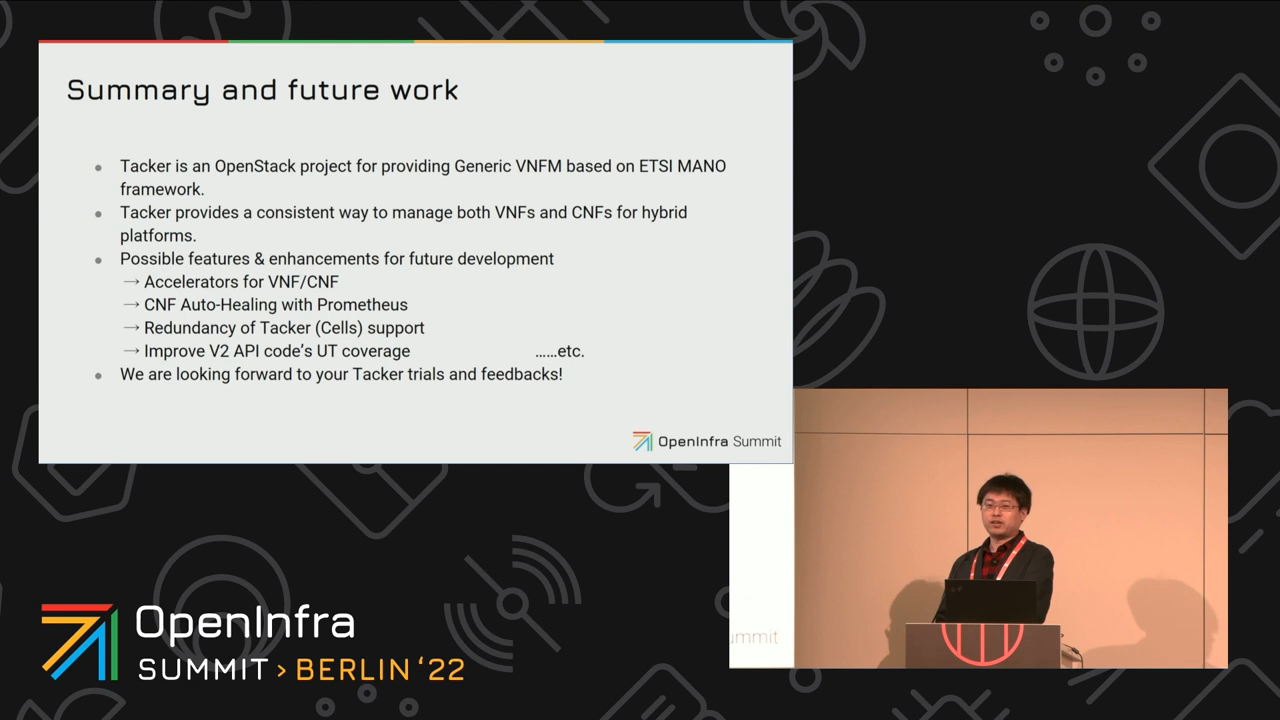 Summary and future work
Tacker is an OpenStack project for providing Generic VNFM based on ETSI MANO
framework.
Tacker provides a consistent way to manage both VNFs and CNFs for hybrid
platforms.
Possible features & enhancements for future development
→ Accelerators for VNF/CNF
→ CNF Auto-Healing with Prometheus
→ Redundancy of Tacker (Cells) support
→ Improve V2 API code's UT coverage ……etc.
We are looking forward to your Tacker trials and feedbacks!
OpenInfra Summit
ummit
OpenInfra
SUMMIT > BERLIN ‘22